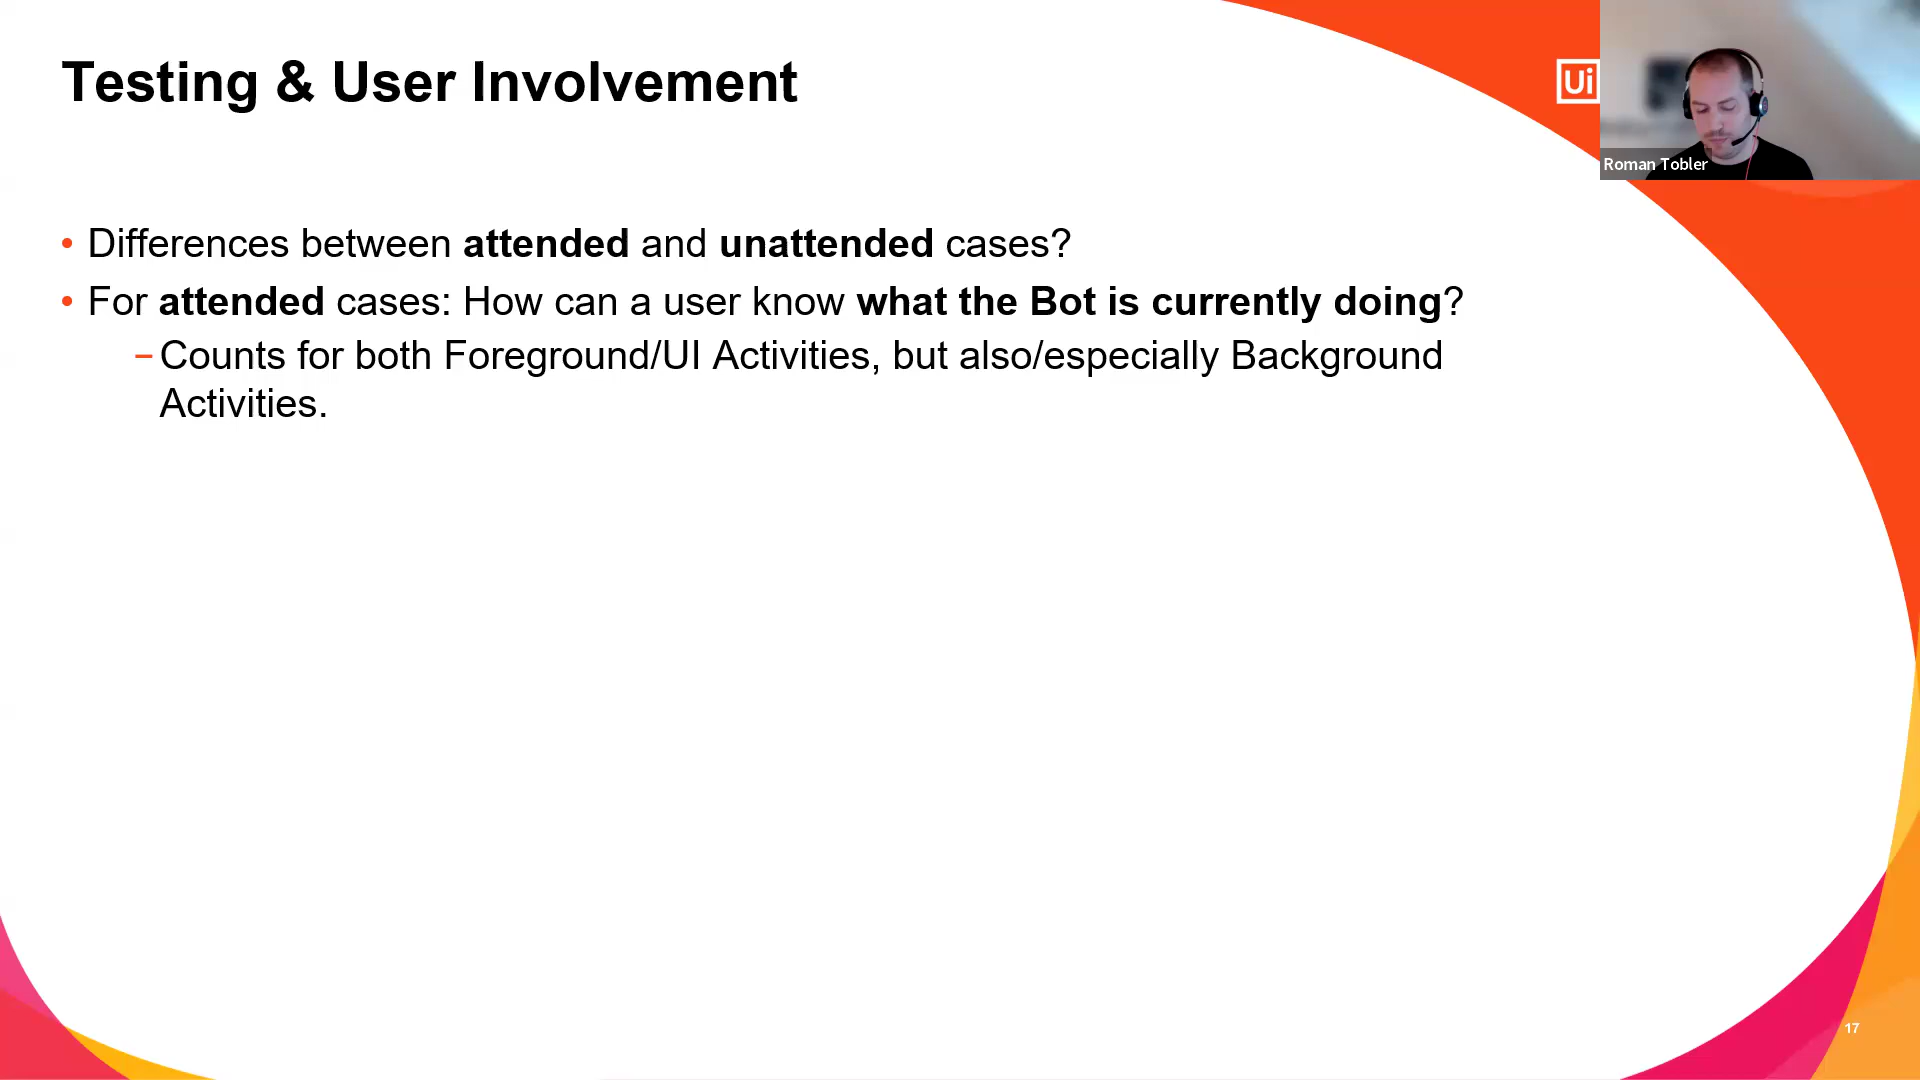 Testing & User Involvement
Ui
Roman Tobler
• Differences between attended and unattended cases?
• For attended cases: How can a user know what the Bot is currently doing?
– Counts for both Foreground/UI Activities, but also/especially Background
Activities.
17